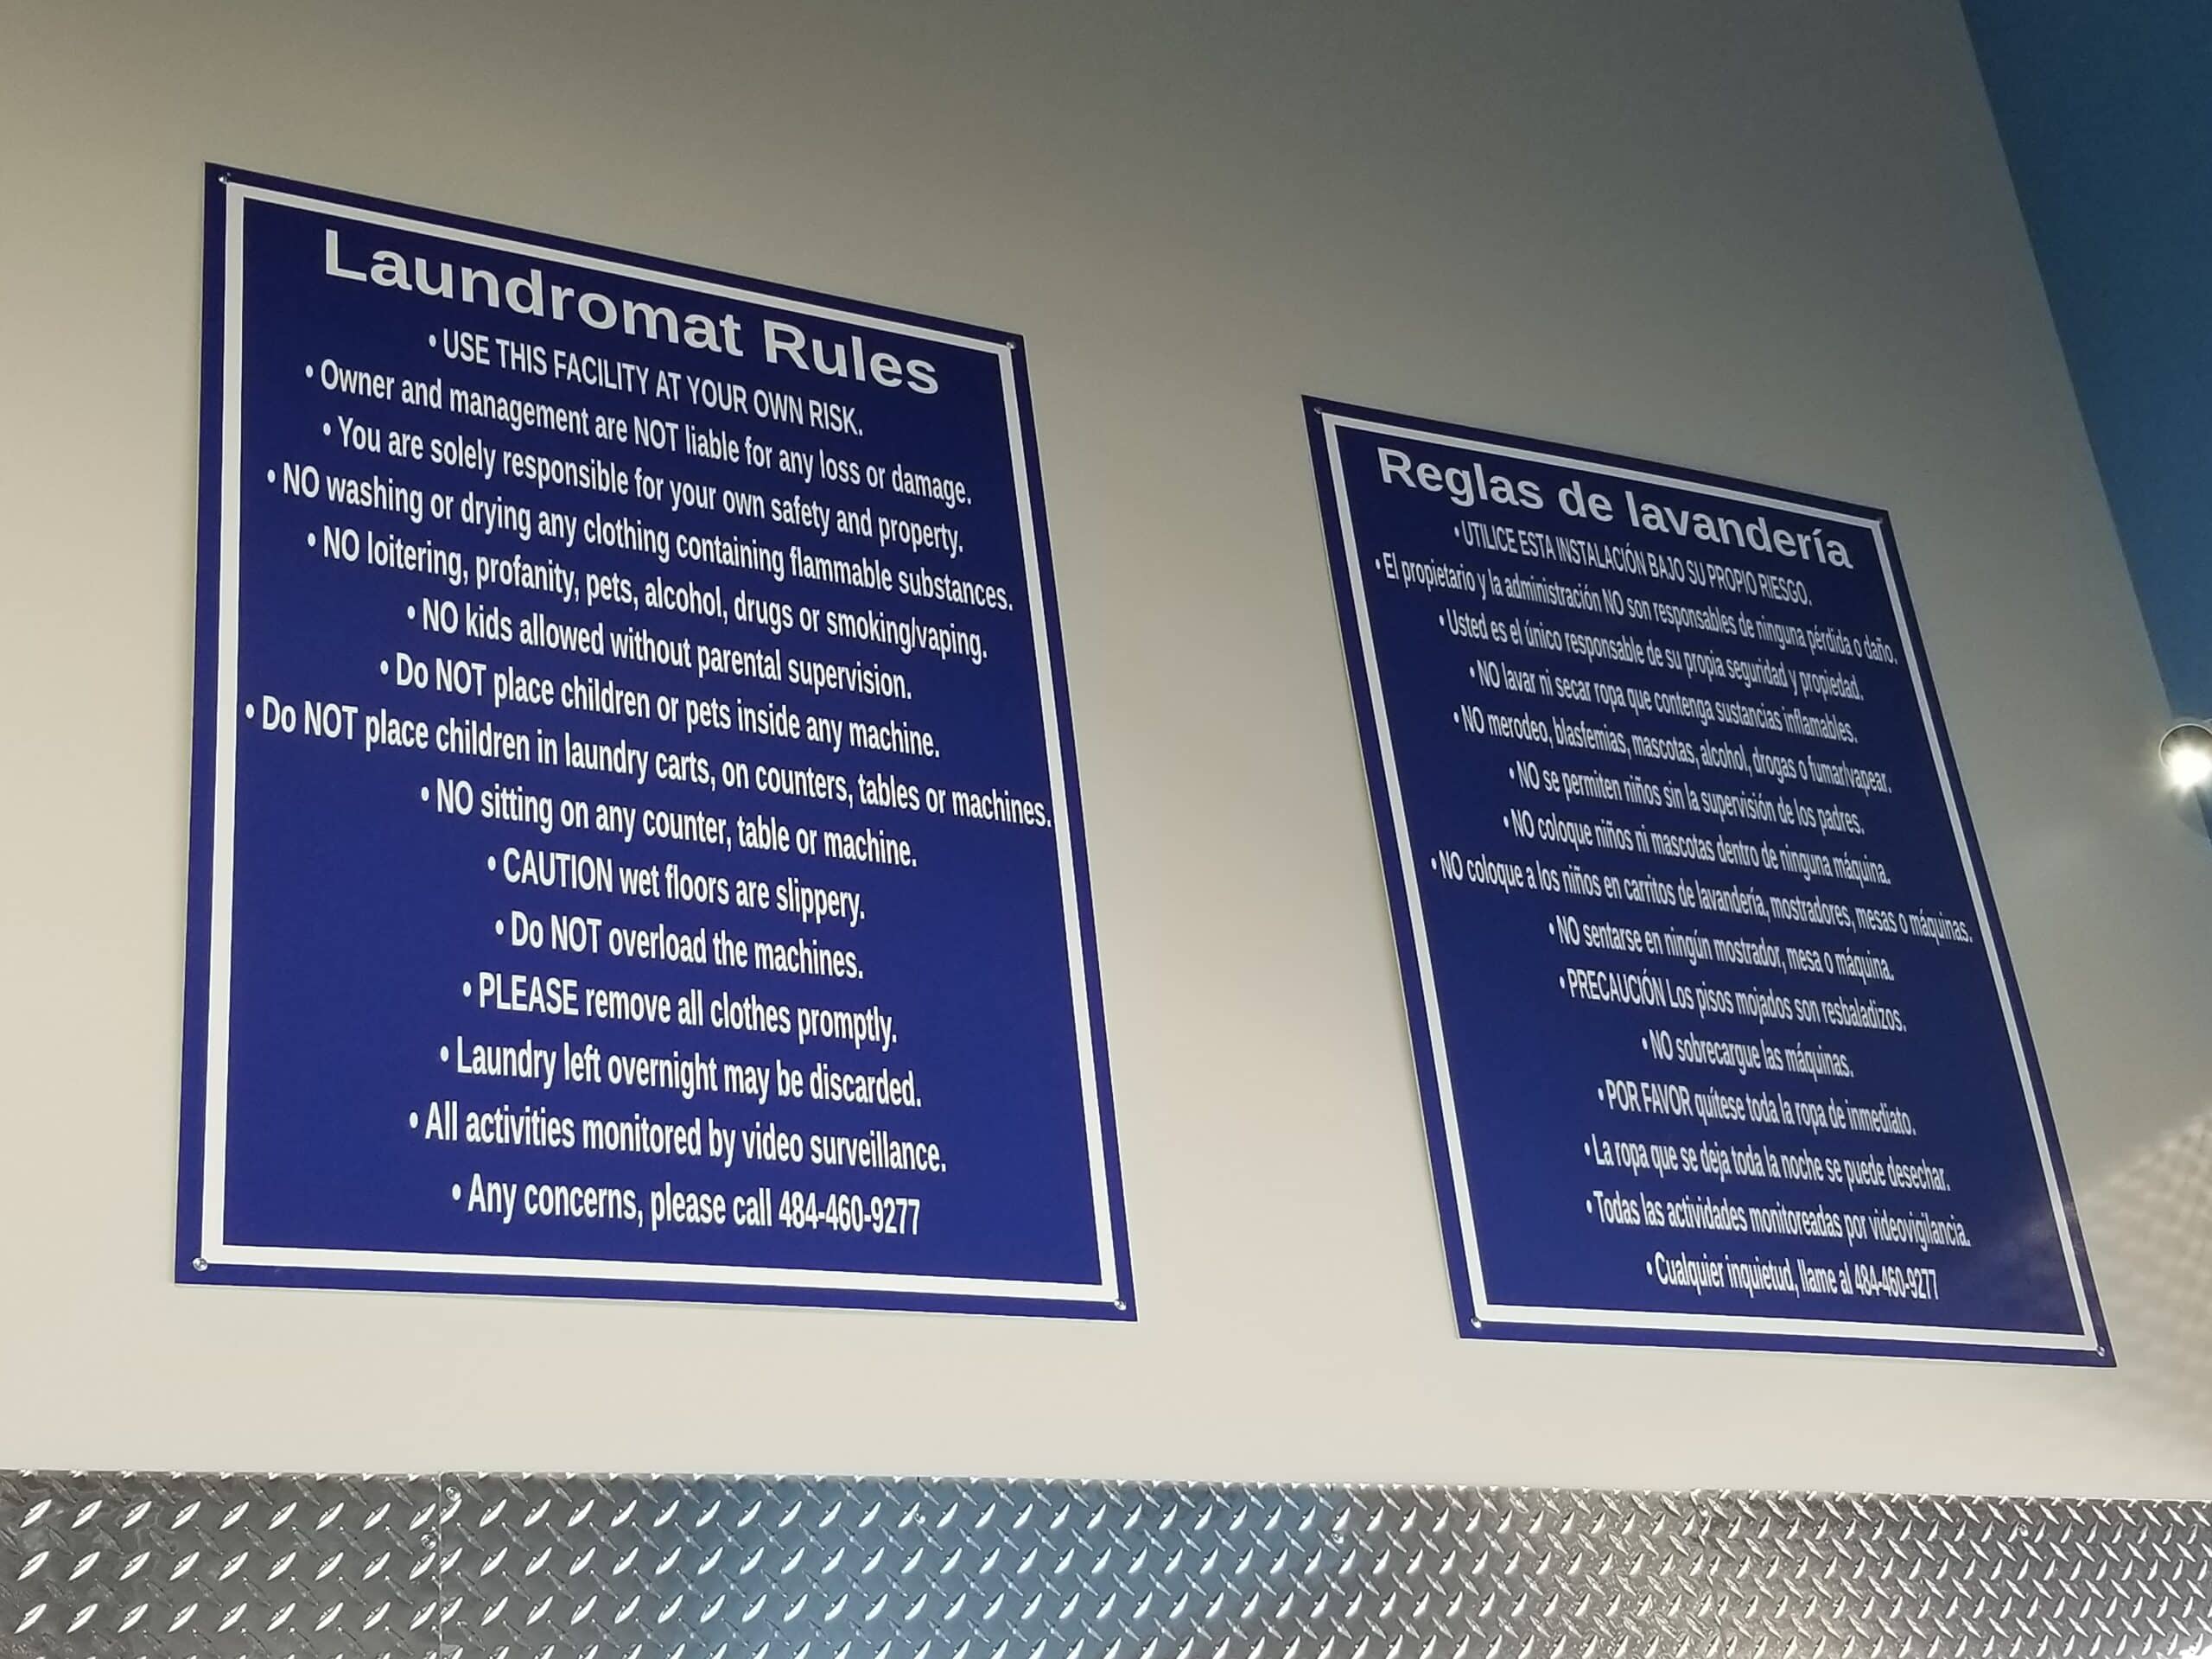 Laundromat Rules
• USE THIS FACILITY AT YOUR OWN RISK.
• Owner and management are NOT liable for any loss or damage.
• You are solely responsible for your own safety and property.
• NO washing or drying any clothing containing flammable substances.
• NO loitering, profanity, pets, alcohol, drugs or smoking/vaping.
• NO kids allowed without parental supervision.
• Do NOT place children or pets inside any machine.
• Do NOT place children in laundry carts, on counters, tables or machines.
• NO sitting on any counter, table or machine.
• CAUTION wet floors are slippery.
• Do NOT overload the machines.
• PLEASE remove all clothes promptly.
• Laundry left overnight may be discarded.
• All activities monitored by video surveillance.
• Any concerns, please call 484-460-9277
Reglas de lavandería
• UTILICE ESTA INSTALACIÓN BAJO SU PROPIO RIESGO.
• El propietario y la administración NO son responsables de ninguna pérdida o daño.
• Usted es el único responsable de su propia seguridad y propiedad.
• NO lavar ni secar ropa que contenga sustancias inflamables.
• NO merodeo, blasfemias, mascotas, alcohol, drogas o fumar/vapear.
• NO se permiten niños sin la supervisión de los padres.
• NO coloque niños ni mascotas dentro de ninguna máquina.
• NO coloque a los niños en carritos de lavandería, mostradores, mesas o máquinas.
• NO sentarse en ningún mostrador, mesa o máquina.
• PRECAUCIÓN Los pisos mojados son resbaladizos.
• NO sobrecargue las máquinas.
• POR FAVOR quítese toda la ropa de inmediato.
• La ropa que se deja toda la noche se puede desechar.
• Todas las actividades monitoreadas por videovigilancia.
• Cualquier inquietud, llame al 484-460-9277